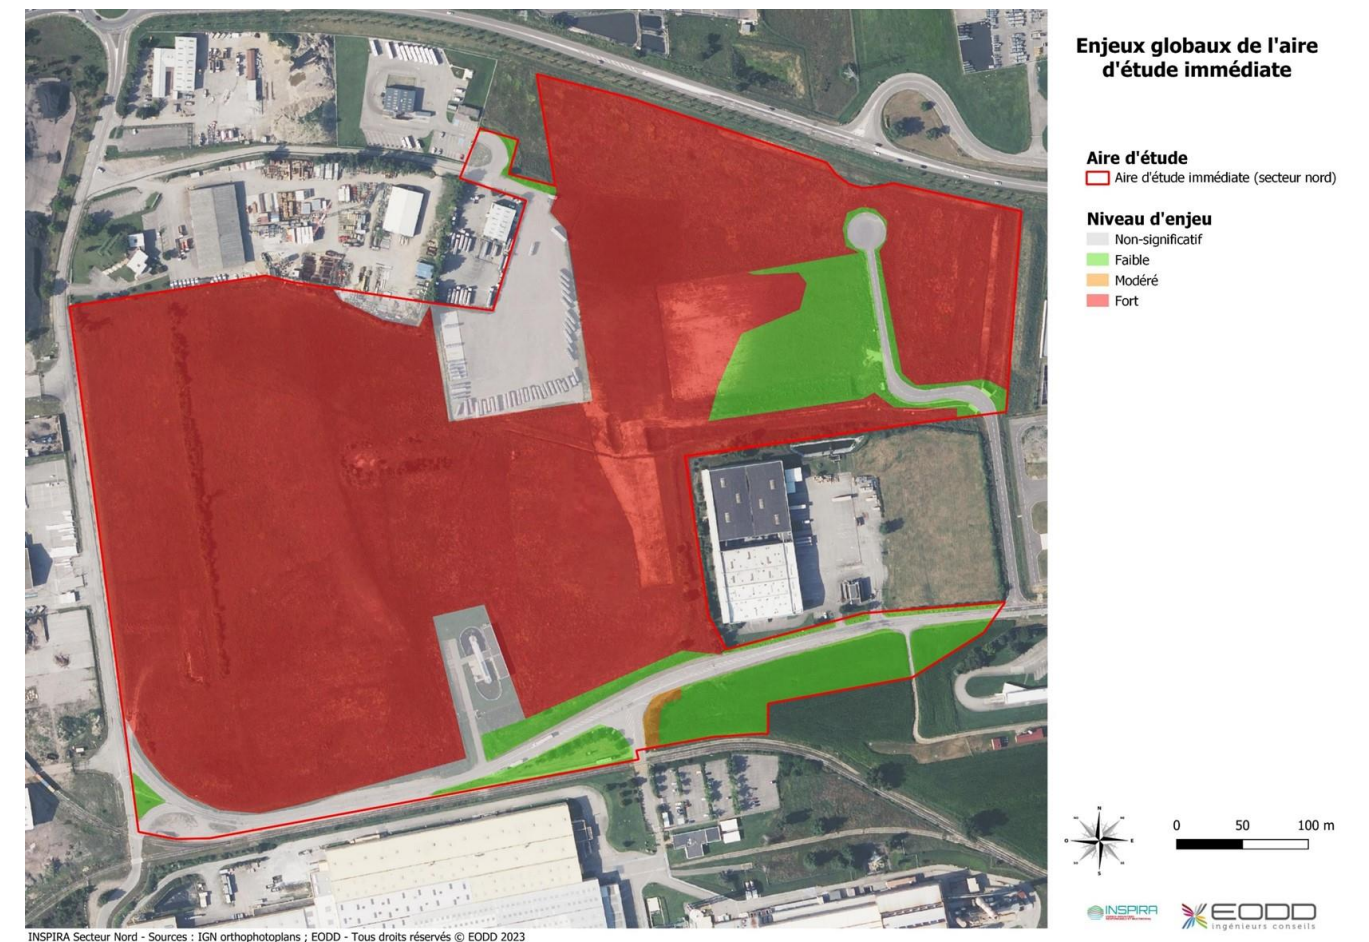 Enjeux globaux de l'aire
d'étude immédiate
Aire d'étude
Aire d'étude immédiate (secteur nord)
Niveau d'enjeu
Non-significatif
Faible
Modéré
Fort
N
O
E
S
0 50 100 m
INSPIRA
EODD
ingénieurs conseils
INSPIRA Secteur Nord - Sources : IGN orthophotoplans ; EODD - Tous droits réservés © EODD 2023